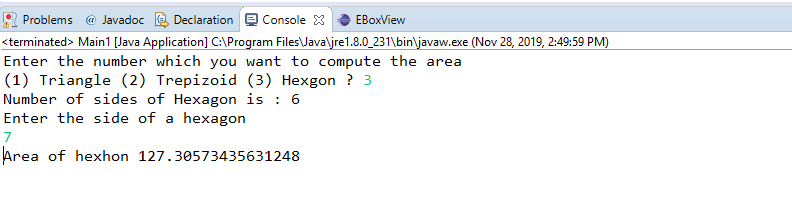 Problems @ Javadoc Declaration Console EBoxView
<terminated> Main1 [Java Application] C:\Program Files\Java\jre1.8.0_231\bin\javaw.exe (Nov 28, 2019, 2:49:59 PM)
Enter the number which you want to compute the area
(1) Triangle (2) Trepizoid (3) Hexgon ? 3
Number of sides of Hexagon is : 6
Enter the side of a hexagon
7
Area of hexhon 127.30573435631248